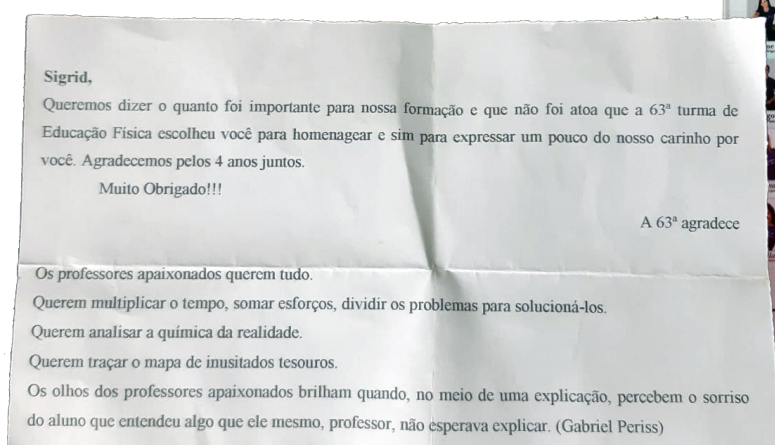 Sigrid,
Queremos dizer o quanto foi importante para nossa formação e que não foi atoa que a 63ª turma de
Educação Física escolheu você para homenagear e sim para expressar um pouco do nosso carinho por
você. Agradecemos pelos 4 anos juntos.
Muito Obrigado!!!
A 63ª agradece
Os professores apaixonados querem tudo.
Querem multiplicar o tempo, somar esforços, dividir os problemas para solucioná-los.
Querem analisar a química da realidade.
Querem traçar o mapa de inusitados tesouros.
Os olhos dos professores apaixonados brilham quando, no meio de uma explicação, percebem o sorriso
do aluno que entendeu algo que ele mesmo, professor, não esperava explicar. (Gabriel Periss)